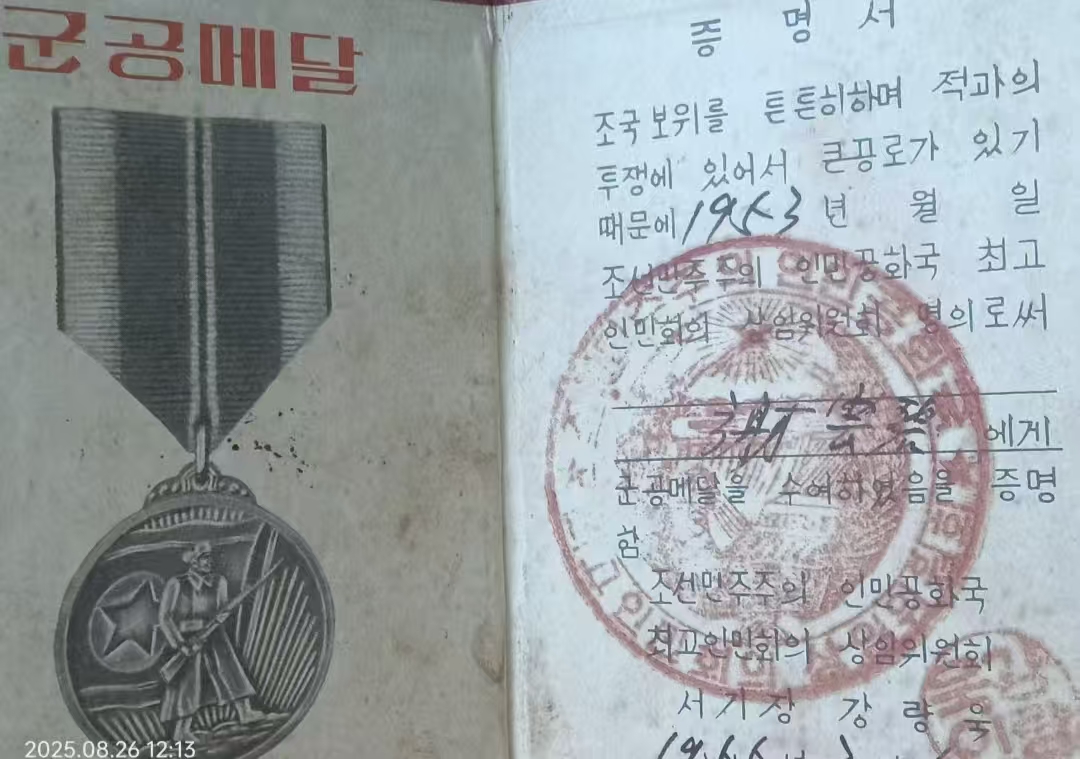 군공메달
증명서
조국보위를 튼튼히하며 적과의
투쟁에 있어서 큰공로가 있기
때문에 1953 년 월 일
조선민주주의 인민공화국 최고
인민회의 상임위원회 명의로써
에게
군공메달을 수여하였음을 증명
함
조선민주주의 인민공화국
최고인민회의 상임위원회
서기장 강량욱
2025.08.26 12:13